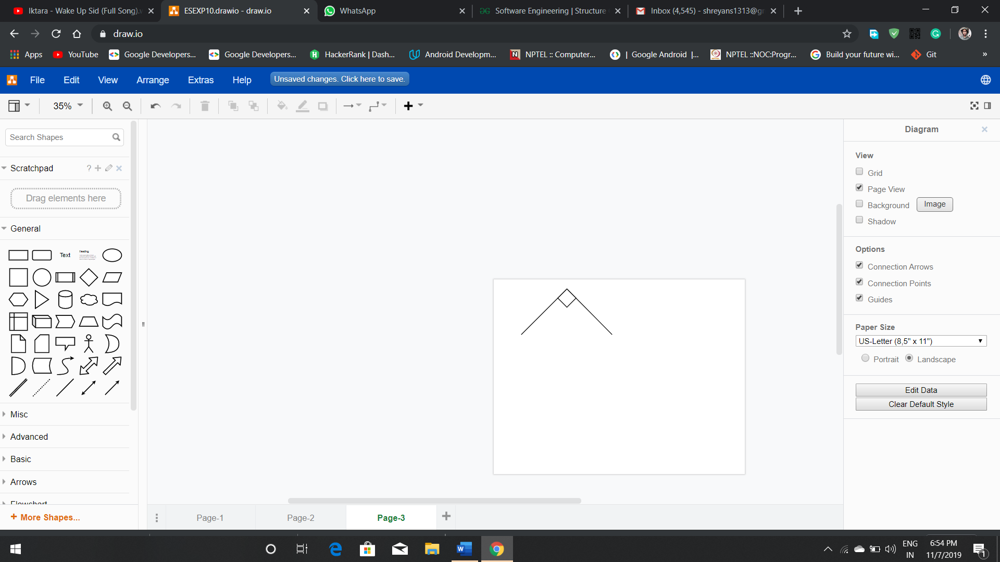 Iktara - Wake Up Sid (Full Song).w
ESEXP10.drawio - draw.io
WhatsApp
Software Engineering | Structure
Inbox (4,545) - shreyans1313@g
draw.io
Apps
YouTube
Google Developers...
Google Developers...
HackerRank | Dash...
Android Developm...
NPTEL :: Computer...
| Google Android |...
NPTEL ::NOC:Progr...
Build your future wi...
Git
»
File
Edit
View
Arrange
Extras
Help
Unsaved changes. Click here to save.
35%
Search Shapes
Scratchpad
?
Drag elements here
General
Text
Heading
Misc
Advanced
Basic
Arrows
Flowchart
+ More Shapes...
Page-1
Page-2
Page-3
Diagram
View
Grid
Page View
Background
Image
Shadow
Options
Connection Arrows
Connection Points
Guides
Paper Size
US-Letter (8,5" x 11")
Portrait
Landscape
Edit Data
Clear Default Style
ENG
IN
6:54 PM
11/7/2019
1